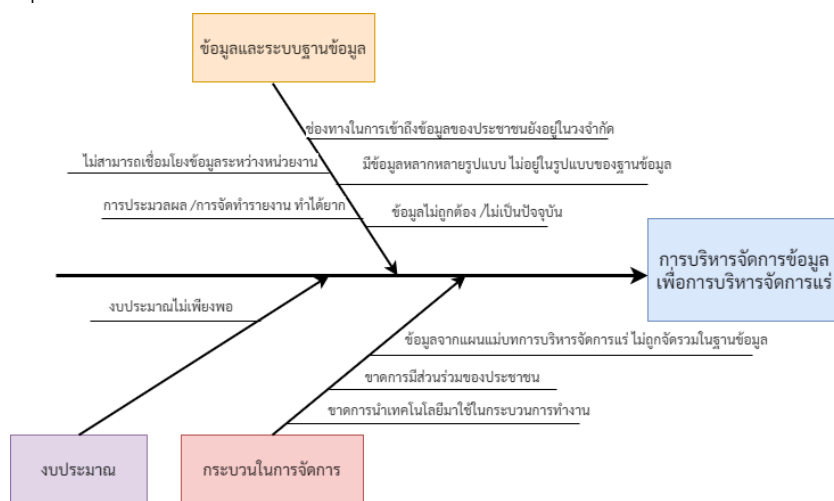 ข้อมูลและระบบฐานข้อมูล
ช่องทางในการเข้าถึงข้อมูลของประชาชนยังอยู่ในวงจำกัด
ไม่สามารถเชื่อมโยงข้อมูลระหว่างหน่วยงาน
มีข้อมูลหลากหลายรูปแบบ ไม่อยู่ในรูปแบบของฐานข้อมูล
การประมวลผล /การจัดทำรายงาน ทำได้ยาก
ข้อมูลไม่ถูกต้อง /ไม่เป็นปัจจุบัน
การบริหารจัดการข้อมูล
เพื่อการบริหารจัดการแร่
งบประมาณไม่เพียงพอ
ข้อมูลจากแผนแม่บทการบริหารจัดการแร่ ไม่ถูกจัดรวมในฐานข้อมูล
ขาดการมีส่วนร่วมของประชาชน
ขาดการนำเทคโนโลยีมาใช้ในกระบวนการทำงาน
งบประมาณ
กระบวนในการจัดการ